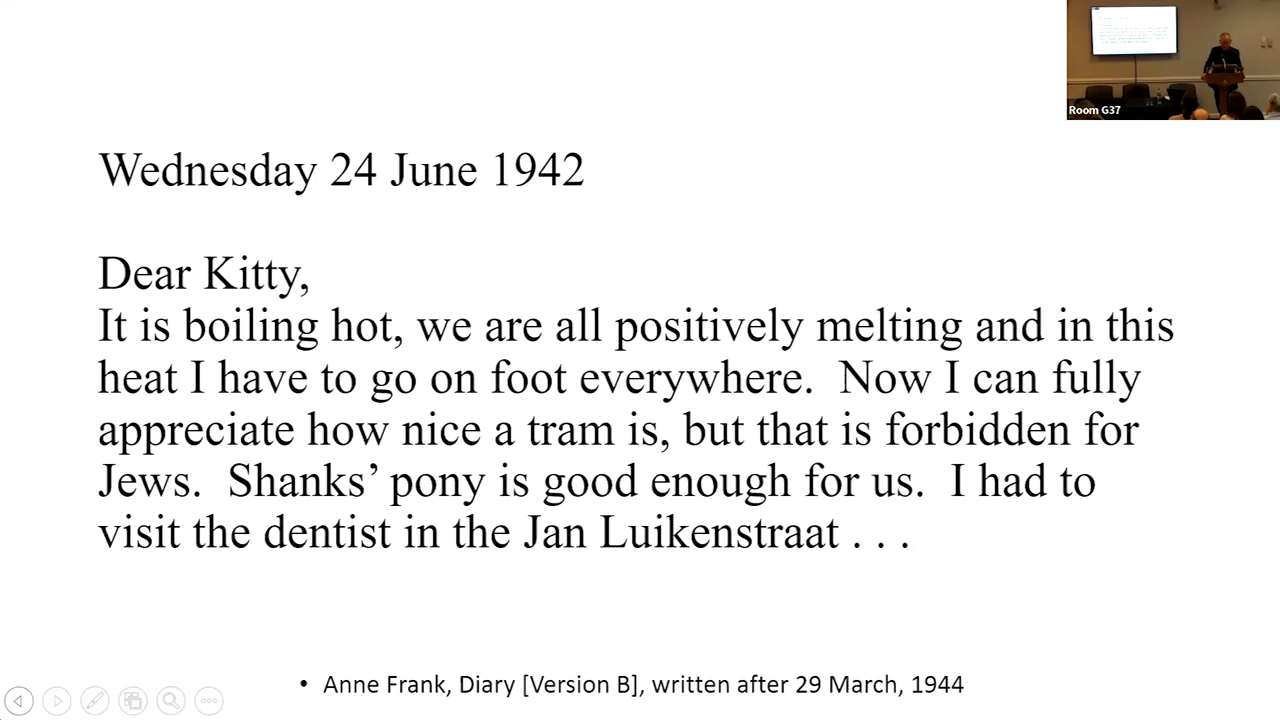 Room G37
Wednesday 24 June 1942
Dear Kitty,
It is boiling hot, we are all positively melting and in this
heat I have to go on foot everywhere.  Now I can fully
appreciate how nice a tram is, but that is forbidden for
Jews.  Shanks’ pony is good enough for us.  I had to
visit the dentist in the Jan Luikenstraat . . .
• Anne Frank, Diary [Version B], written after 29 March, 1944